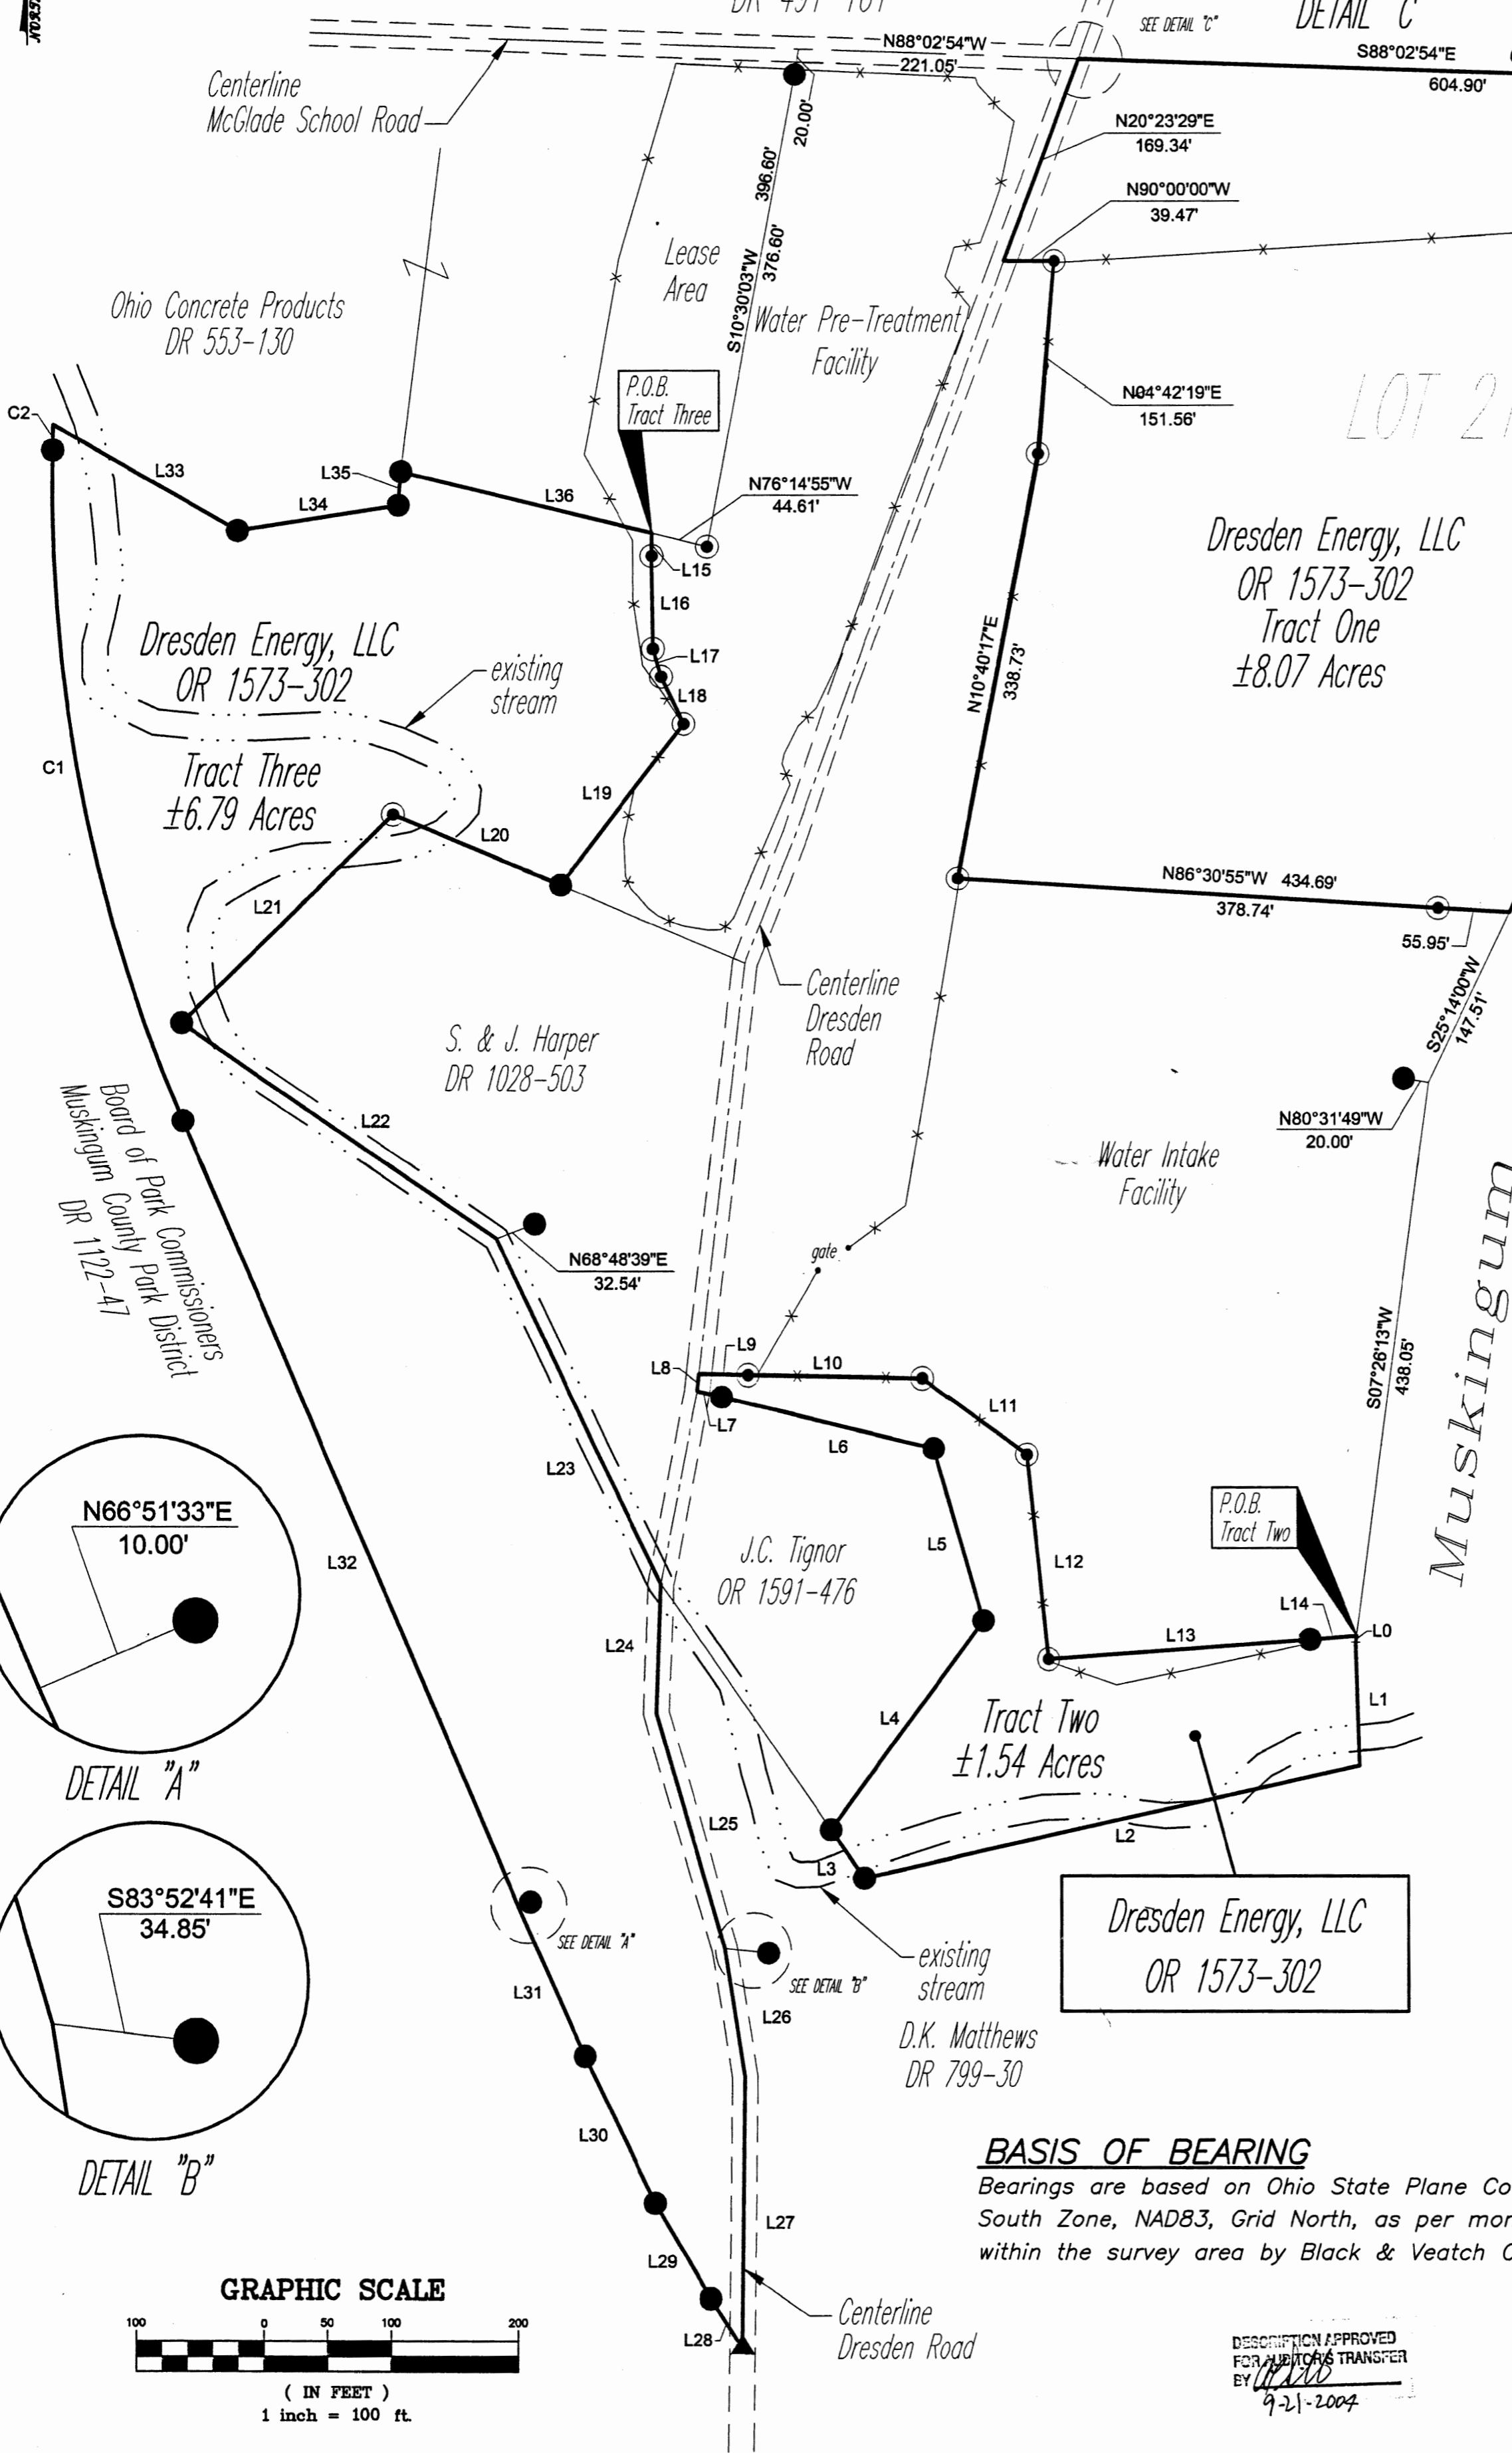 NORTH
DR 451-161
SEE DETAIL "C"
DETAIL "C"
N88°02'54"W
221.05'
S88°02'54"E
604.90'
Centerline
McGlade School Road
20.00'
396.60'
S10°30'03"W
376.60'
N20°23'29"E
169.34'
N90°00'00"W
39.47'
Lease
Area
Ohio Concrete Products
DR 553-130
Water Pre-Treatment
Facility
P.O.B.
Tract Three
N04°42'19"E
151.56'
LOT 21
C2
L33
L35
L34
L36
N76°14'55"W
44.61'
L15
L16
L17
L18
Dresden Energy, LLC
OR 1573-302
Tract One
±8.07 Acres
Dresden Energy, LLC
OR 1573-302
existing
stream
N10°40'17"E
338.73'
C1
Tract Three
±6.79 Acres
L19
L20
L21
N86°30'55"W 434.69'
378.74'
55.95'
Centerline
Dresden
Road
S. & J. Harper
DR 1028-503
S25°14'00"W
147.51'
N80°31'49"W
20.00'
Board of Park Commissioners
Muskingum County Park District
DR 1122-47
L22
Water Intake
Facility
Muskingum
N68°48'39"E
32.54'
gate
S07°26'13"W
438.05'
L8
L9
L10
L7
L11
L6
L23
N66°51'33"E
10.00'
L32
L5
L12
P.O.B.
Tract Two
J.C. Tignor
OR 1591-476
L14
L0
L13
L24
L1
L4
Tract Two
±1.54 Acres
DETAIL "A"
L25
L2
L3
S83°52'41"E
34.85'
SEE DETAIL "A"
SEE DETAIL "B"
Dresden Energy, LLC
OR 1573-302
existing
stream
L31
L26
D.K. Matthews
DR 799-30
DETAIL "B"
L30
L27
BASIS OF BEARING
Bearings are based on Ohio State Plane Co
South Zone, NAD83, Grid North, as per mon
within the survey area by Black & Veatch C
L29
L28
Centerline
Dresden Road
GRAPHIC SCALE
100 0 50 100 200
( IN FEET )
1 inch = 100 ft.
DESCRIPTION APPROVED
FOR AUDITOR'S TRANSFER
BY
9-21-2004